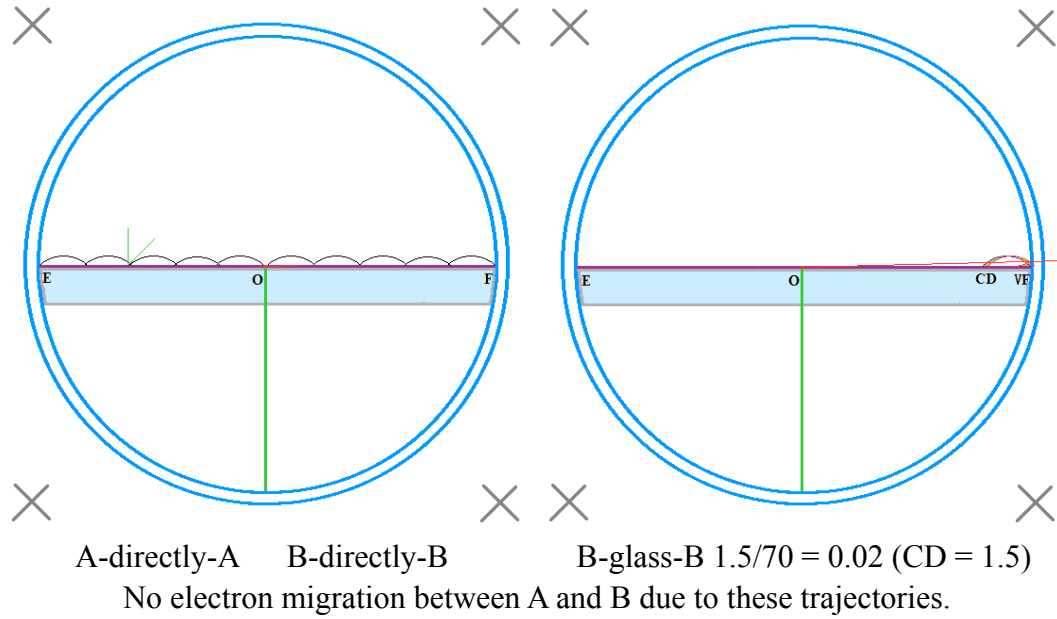 E O F
E O CD VF
A-directly-A B-directly-B B-glass-B 1.5/70 = 0.02 (CD = 1.5)
No electron migration between A and B due to these trajectories.